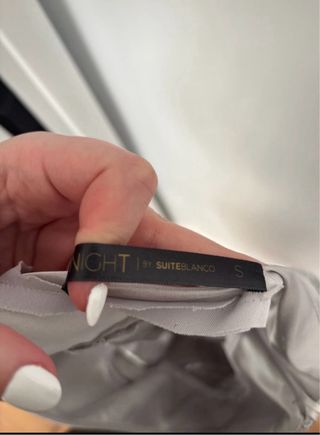 NIGHT | BY SUITEBLANCO S